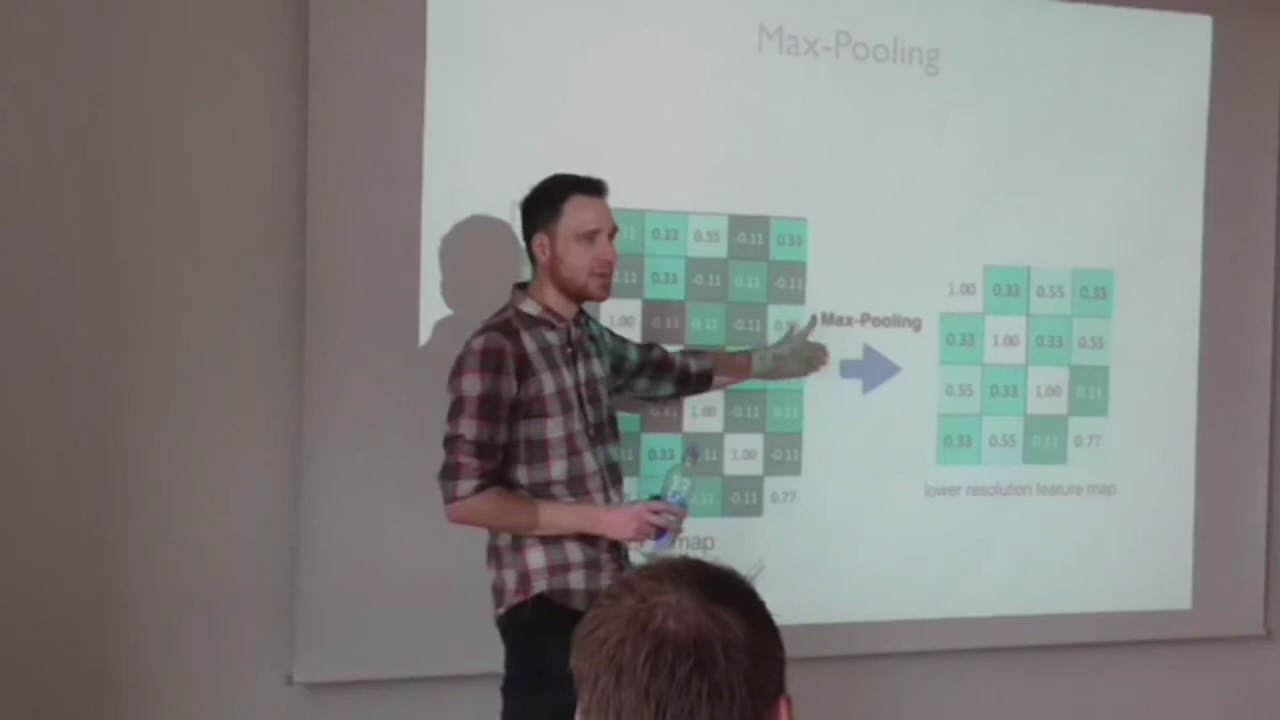 Max-Pooling
0.33 0.55 -0.11 0.33
0.33 -0.11 0.11 -0.11
1.00 -0.33 0.11 -0.11
Max-Pooling
1.00 -0.11 0.11
0.33 1.00 -0.11
-0.11 0.77
map
1.00 0.33 0.55 0.33
0.33 1.00 0.33 0.55
0.55 0.33 1.00 0.11
0.33 0.55 0.11 0.77
lower resolution feature map